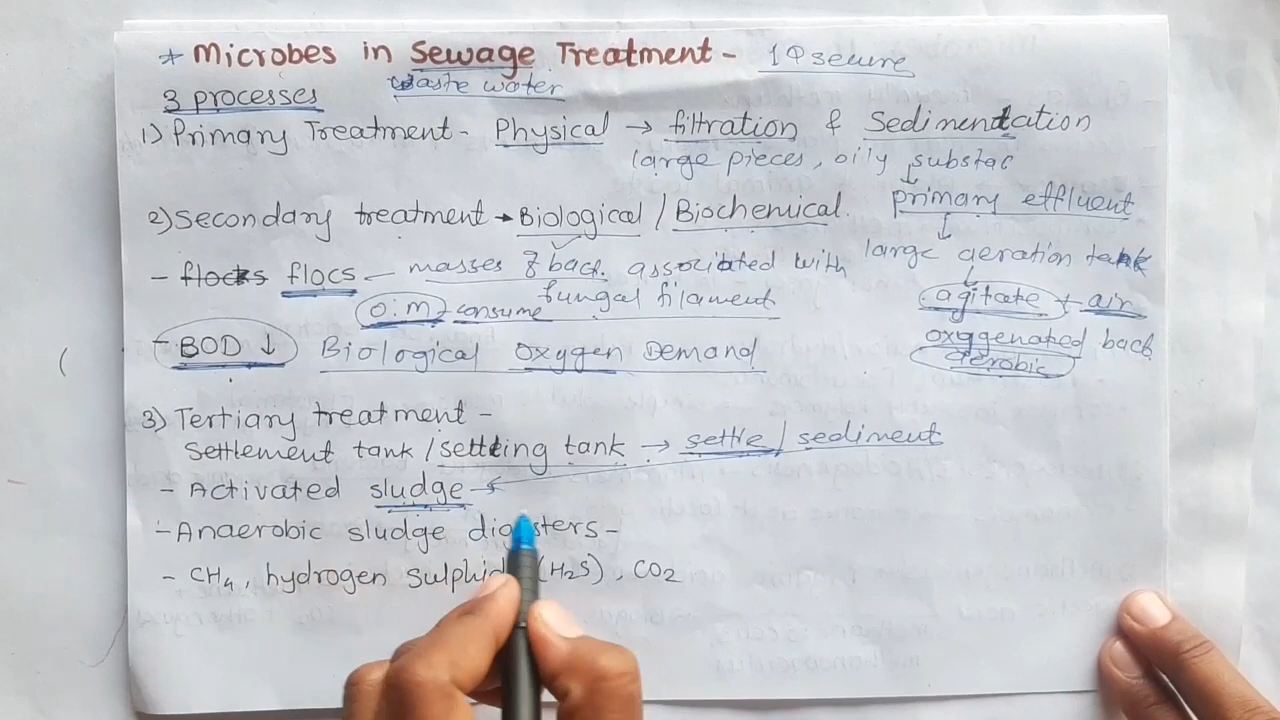 * Microbes in Sewage Treatment - 1Q secure
3 processes waste water
1) Primary Treatment - Physical → filtration & Sedimentation
large pieces, oily substac
↓
primary effluent
↓
2) Secondary treatment → Biological / Biochemical.
large aeration tank
- flocs — masses of bact. associated with
fungal filament
↓
agitate + air
O.M → consume
oxygenated bact.
aerobic
- BOD ↓ Biological Oxygen Demand
3) Tertiary treatment -
Settlement tank / settling tank → settle / sediment
- Activated sludge
- Anaerobic sludge digesters -
- CH4, hydrogen sulphid (H2S), CO2